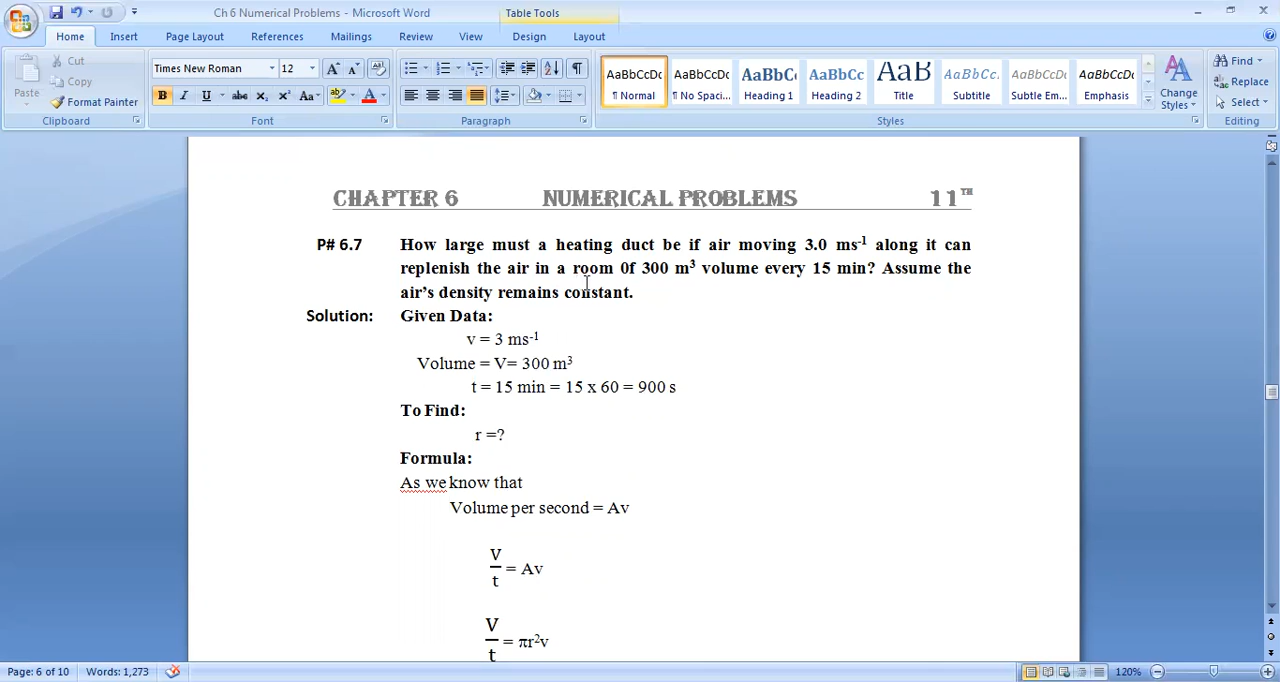 Ch 6 Numerical Problems - Microsoft Word
Table Tools
Home Insert Page Layout References Mailings Review View Design Layout
Paste
Cut
Copy
Format Painter
Clipboard
Times New Roman 12
Font
Paragraph
AaBbCcDc AaBbCcDc AaBbC( AaBbCc AaB AaBbCc. AaBbCcDc AaBbCcDc
¶ Normal ¶ No Spaci... Heading 1 Heading 2 Title Subtitle Subtle Em... Emphasis
Change Styles
Styles
Find
Replace
Select
Editing
CHAPTER 6 NUMERICAL PROBLEMS 11TH
P# 6.7 How large must a heating duct be if air moving 3.0 ms-1 along it can
replenish the air in a room 0f 300 m3 volume every 15 min? Assume the
air's density remains constant.
Solution: Given Data:
v = 3 ms-1
Volume = V= 300 m3
t = 15 min = 15 x 60 = 900 s
To Find:
r =?
Formula:
As we know that
Volume per second = Av
V
— = Av
t
V
— = πr2v
t
Page: 6 of 10 Words: 1,273 120%